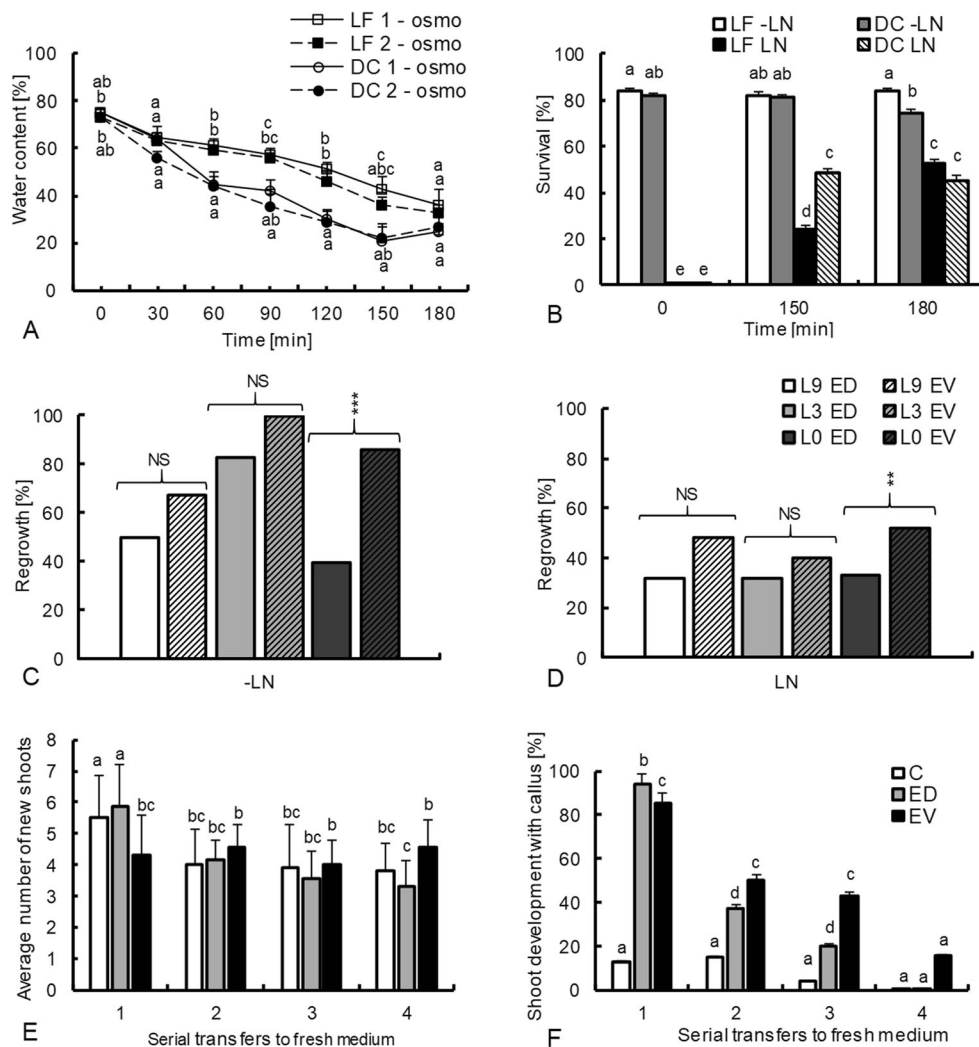 LF 1 - osmo
LF 2 - osmo
DC 1 - osmo
DC 2 - osmo
Water content [%]
100
80
60
40
20
0
ab
b
a
a
b
b
c
bc
b
b
c
abc
a
a
b
ab
a
a
a
a
ab
a
a
a
ab
a
a
a
0 30 60 90 120 150 180
A
Time [min]
LF -LN DC -LN
LF LN DC LN
Survival [%]
100
80
60
40
20
0
a ab
e e
ab ab
d c
a b
c c
0 150 180
B
Time [min]
Regrowth [%]
100
80
60
40
20
0
NS
NS
***
C
-LN
L9 ED L9 EV
L3 ED L3 EV
L0 ED L0 EV
Regrowth [%]
100
80
60
40
20
0
NS
NS
**
D
LN
Average number of new shoots
8
7
6
5
4
3
2
1
0
a a bc
bc bc b
bc bc bc
bc c b
1 2 3 4
E
Serial transfers to fresh medium
C
ED
EV
Shoot development with callus [%]
100
80
60
40
20
0
a b c
a d c
a d c
a a a
1 2 3 4
F
Serial transfers to fresh medium